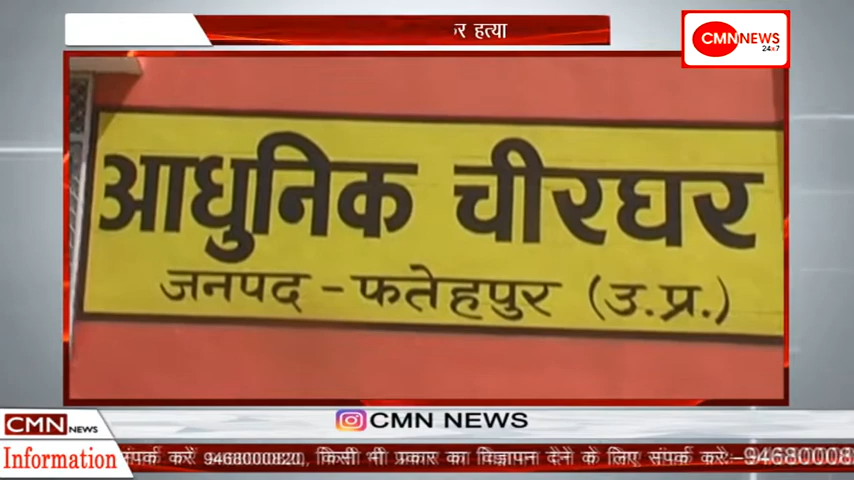 हत्या
CMN NEWS
24x7
आधुनिक चीरघर
जनपद - फतेहपुर (उ.प्र.)
CMN NEWS
CMN NEWS
Information संपर्क करें 9468000820, किसी भी प्रकार का विज्ञापन देने के लिए संपर्क करें:-